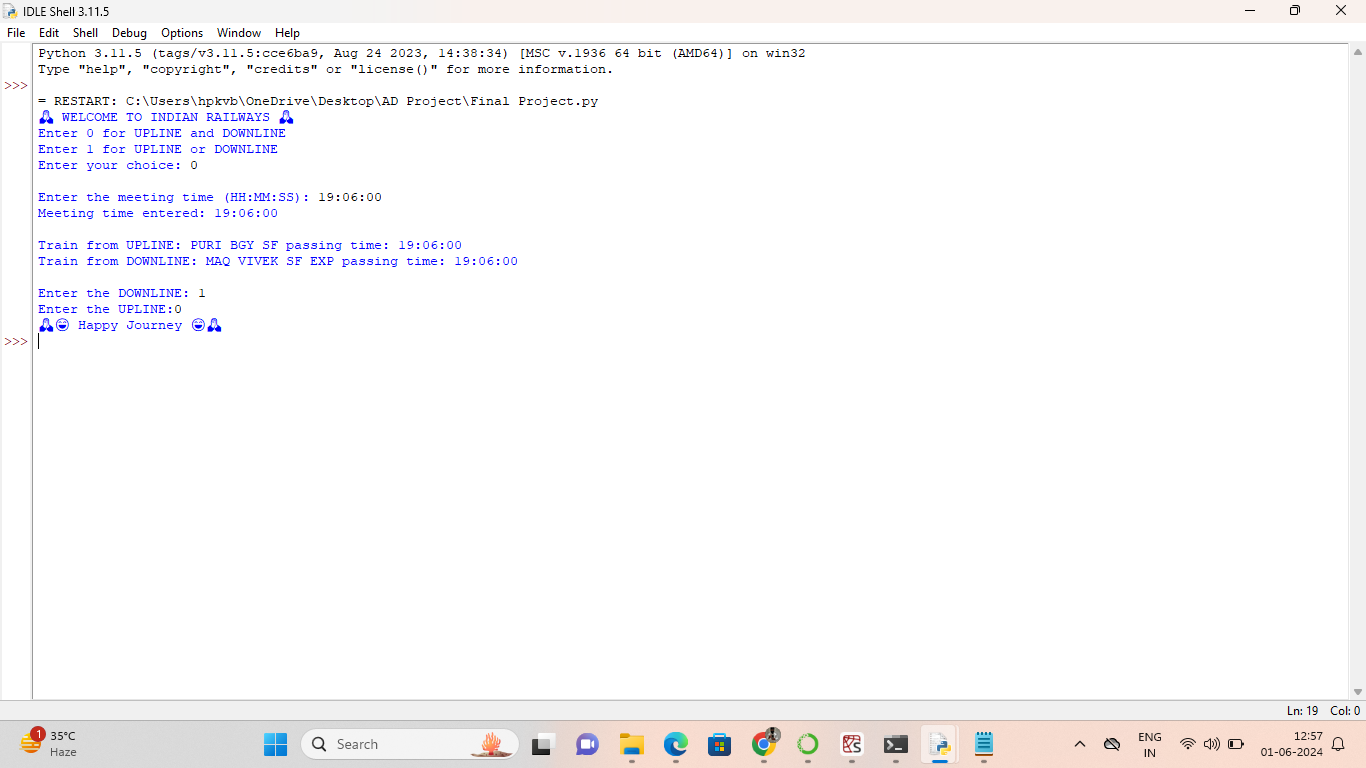 IDLE Shell 3.11.5
File Edit Shell Debug Options Window Help
Python 3.11.5 (tags/v3.11.5:cce6ba9, Aug 24 2023, 14:38:34) [MSC v.1936 64 bit (AMD64)] on win32
Type "help", "copyright", "credits" or "license()" for more information.
>>>
= RESTART: C:\Users\hpkvb\OneDrive\Desktop\AD Project\Final Project.py
🙏 WELCOME TO INDIAN RAILWAYS 🙏
Enter 0 for UPLINE and DOWNLINE
Enter 1 for UPLINE or DOWNLINE
Enter your choice: 0
Enter the meeting time (HH:MM:SS): 19:06:00
Meeting time entered: 19:06:00
Train from UPLINE: PURI BGY SF passing time: 19:06:00
Train from DOWNLINE: MAQ VIVEK SF EXP passing time: 19:06:00
Enter the DOWNLINE: 1
Enter the UPLINE:0
🙏😄 Happy Journey 😄🙏
>>>
Ln: 19 Col: 0
1
35°C
Haze
Search
ENG
IN
12:57
01-06-2024